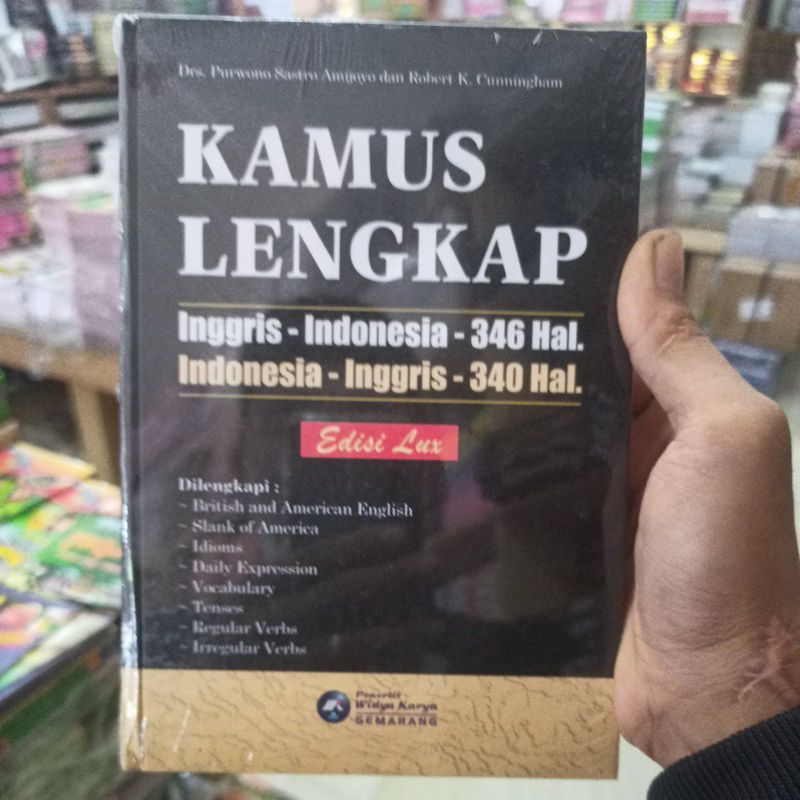 Drs. Purwono Sastro Amijoyo dan Robert K. Cunningham
KAMUS
LENGKAP
Inggris - Indonesia - 346 Hal.
Indonesia - Inggris - 340 Hal.
Edisi Lux
Dilengkapi :
~ British and American English
~ Slank of America
~ Idioms
~ Daily Expression
~ Vocabulary
~ Tenses
~ Regular Verbs
~ Irregular Verbs
Penerbit
Widya Karya
SEMARANG